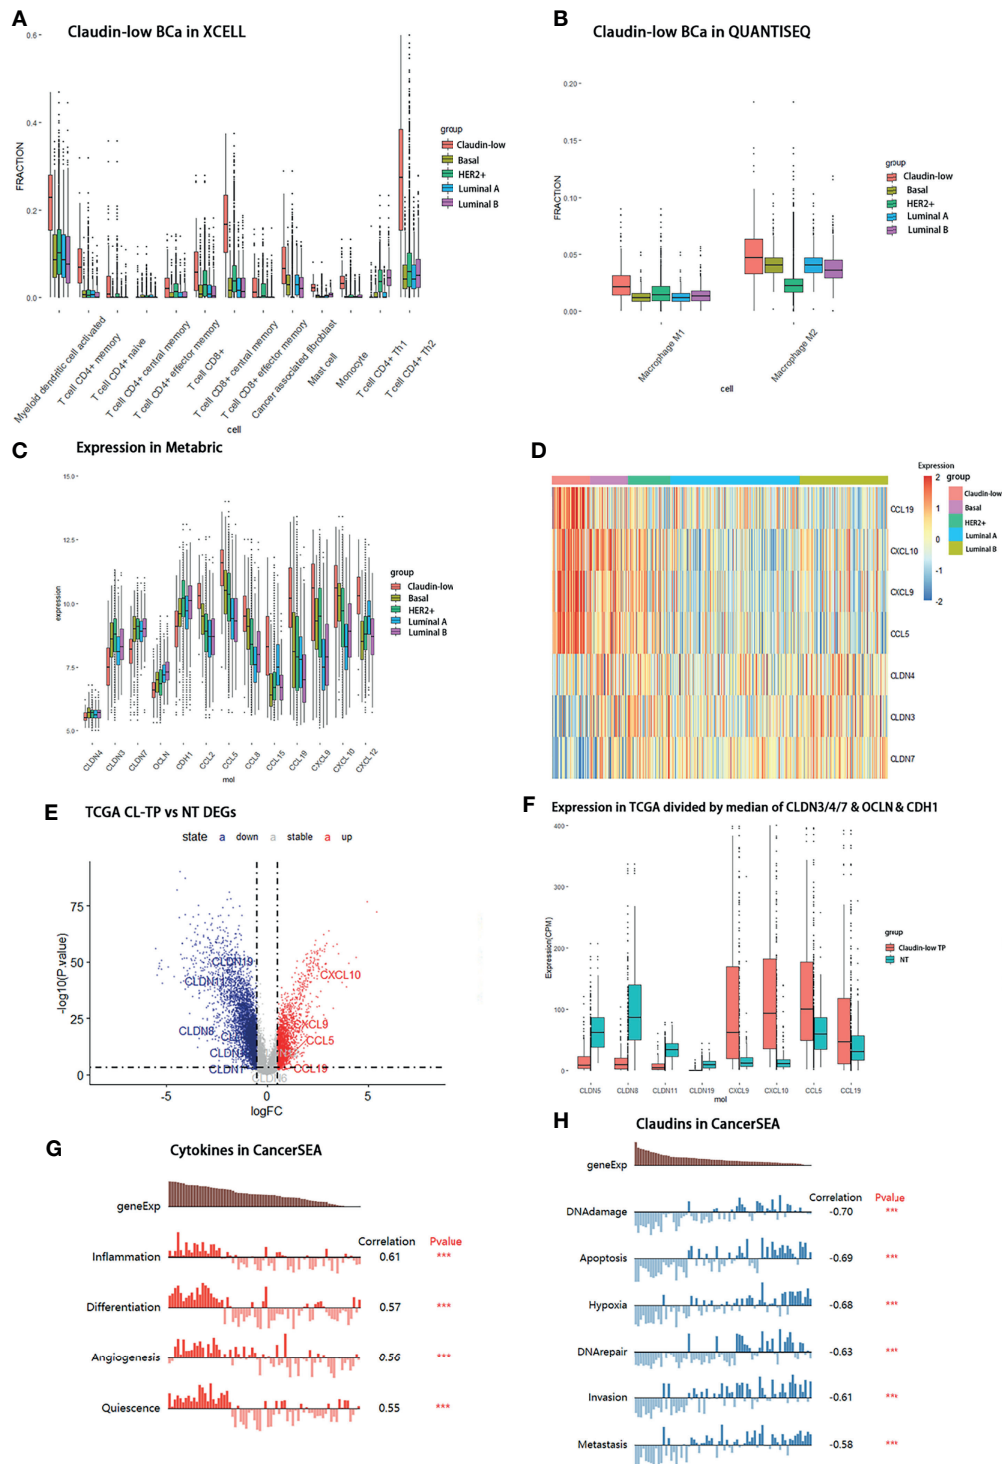 A
Claudin-low BCa in XCELL
FRACTION
0.6
0.4
0.2
0.0
group
Claudin-low
Basal
HER2+
Luminal A
Luminal B
Myeloid dendritic cell activated
T cell CD4+ memory
T cell CD4+ naive
T cell CD4+ central memory
T cell CD4+ effector memory
T cell CD8+
T cell CD8+ central memory
T cell CD8+ effector memory
Cancer associated fibroblast
Mast cell
Monocyte
T cell CD4+ Th1
T cell CD4+ Th2
cell
B
Claudin-low BCa in QUANTISEQ
FRACTION
0.20
0.15
0.10
0.05
0.00
group
Claudin-low
Basal
HER2+
Luminal A
Luminal B
Macrophage M1
Macrophage M2
cell
C
Expression in Metabric
expression
15.0
12.5
10.0
7.5
5.0
group
Claudin-low
Basal
HER2+
Luminal A
Luminal B
CLDN4
CLDN3
CLDN7
OCLN
CDH1
CCL2
CCL5
CCL8
CCL15
CCL19
CXCL9
CXCL10
CXCL12
mol
D
Expression
2
1
0
-1
-2
group
Claudin-low
Basal
HER2+
Luminal A
Luminal B
CCL19
CXCL10
CXCL9
CCL5
CLDN4
CLDN3
CLDN7
E
TCGA CL-TP vs NT DEGs
state a down a stable a up
-log10(P.value)
75
50
25
0
CLDN19
CLDN11
CXCL10
CLDN8
CXCL9
CCL5
CCL19
-5
0
5
logFC
F
Expression in TCGA divided by median of CLDN3/4/7 & OCLN & CDH1
Expression(CPM)
400
300
200
100
0
group
Claudin-low TP
NT
CLDN5
CLDN8
CLDN11
CLDN19
CXCL9
CXCL10
CCL5
CCL19
mol
G
Cytokines in CancerSEA
geneExp
Correlation Pvalue
Inflammation 0.61 ***
Differentiation 0.57 ***
Angiogenesis 0.56 ***
Quiescence 0.55 ***
H
Claudins in CancerSEA
geneExp
Correlation Pvalue
DNAdamage -0.70 ***
Apoptosis -0.69 ***
Hypoxia -0.68 ***
DNArepair -0.63 ***
Invasion -0.61 ***
Metastasis -0.58 ***